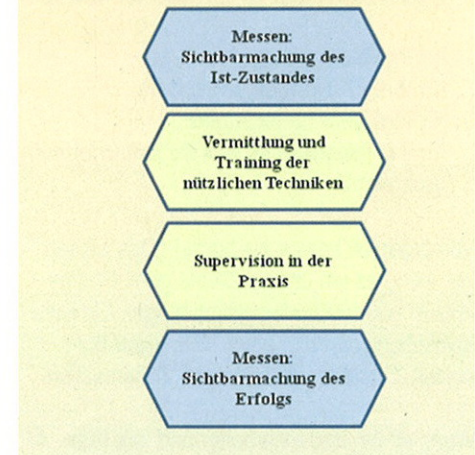 Messen:
Sichtbarmachung des
Ist-Zustandes
Vermittlung und
Training der
nützlichen Techniken
Supervision in der
Praxis
Messen:
Sichtbarmachung des
Erfolgs